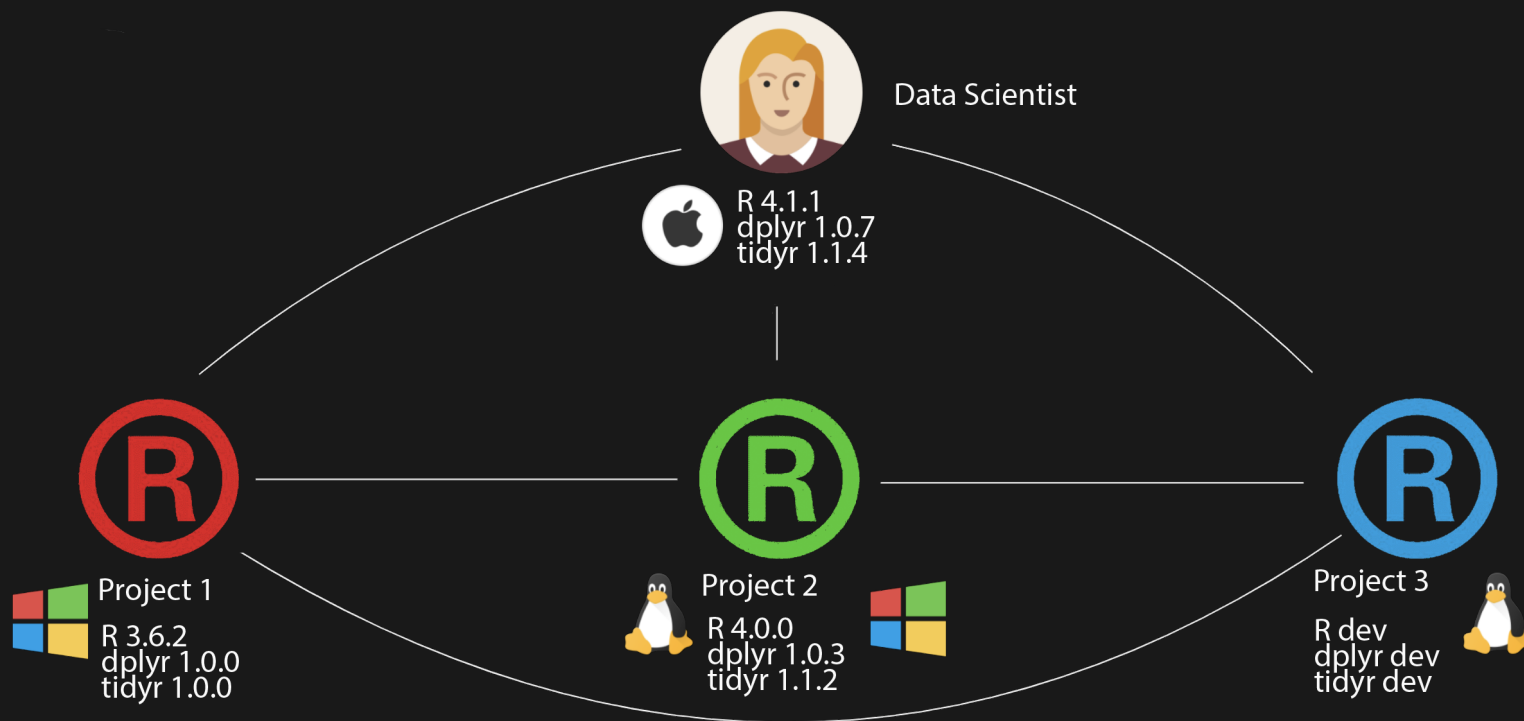 Data Scientist
R 4.1.1
dplyr 1.0.7
tidyr 1.1.4
R
R
R
Project 1
R 3.6.2
dplyr 1.0.0
tidyr 1.0.0
Project 2
R 4.0.0
dplyr 1.0.3
tidyr 1.1.2
Project 3
R dev
dplyr dev
tidyr dev